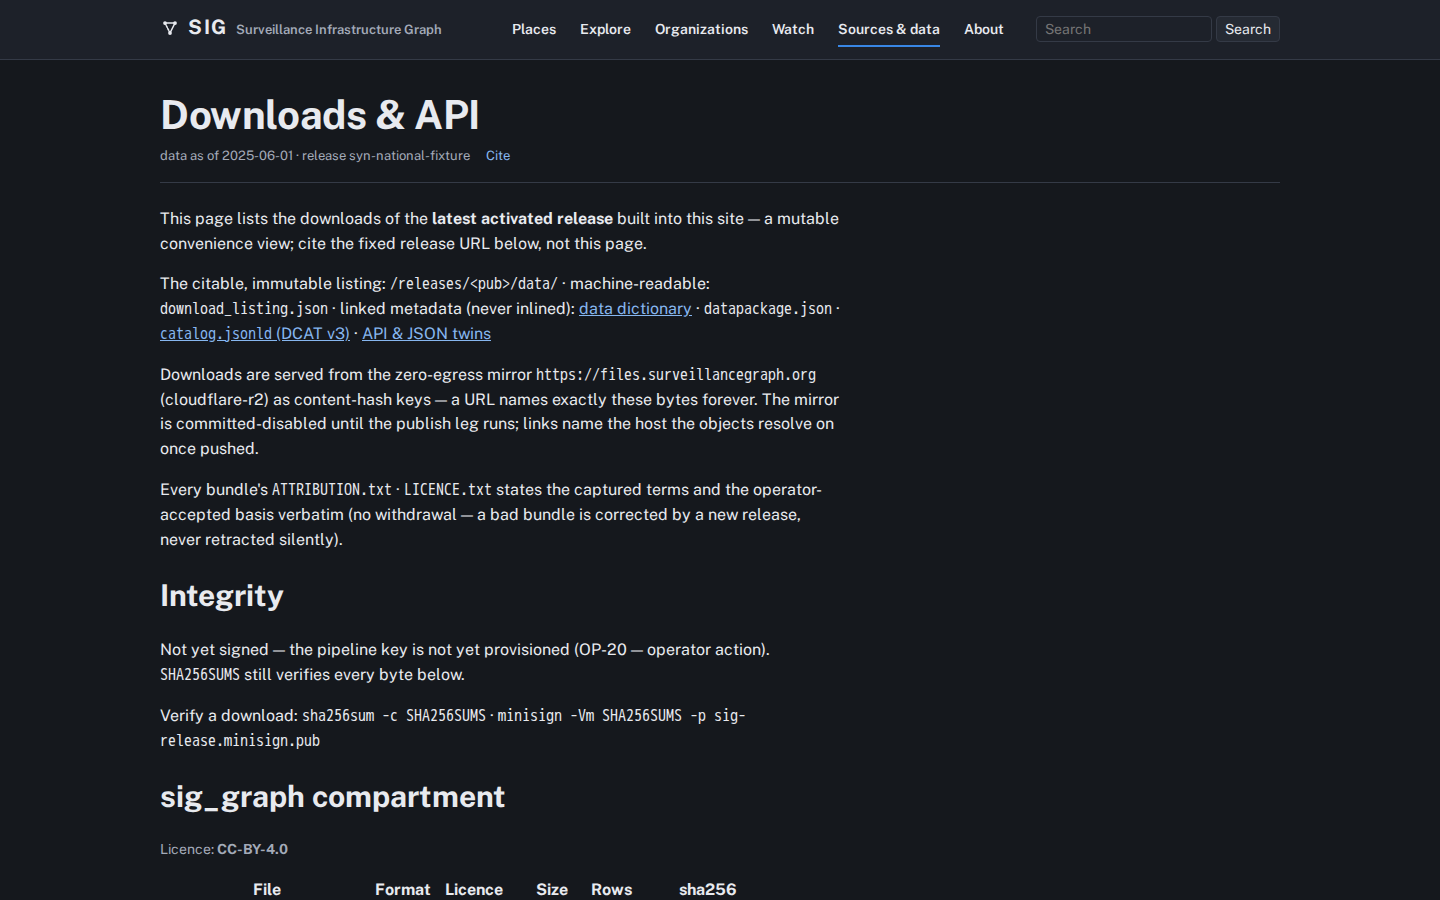 SIG Surveillance Infrastructure Graph Places Explore Organizations Watch Sources & data About Search Search
Downloads & API
data as of 2025-06-01 · release syn-national-fixture Cite
This page lists the downloads of the latest activated release built into this site — a mutable
convenience view; cite the fixed release URL below, not this page.
The citable, immutable listing: /releases/<pub>/data/ · machine-readable:
download_listing.json · linked metadata (never inlined): data dictionary · datapackage.json ·
catalog.jsonld (DCAT v3) · API & JSON twins
Downloads are served from the zero-egress mirror https://files.surveillancegraph.org
(cloudflare-r2) as content-hash keys — a URL names exactly these bytes forever. The mirror
is committed-disabled until the publish leg runs; links name the host the objects resolve on
once pushed.
Every bundle's ATTRIBUTION.txt · LICENCE.txt states the captured terms and the operator-
accepted basis verbatim (no withdrawal — a bad bundle is corrected by a new release,
never retracted silently).
Integrity
Not yet signed — the pipeline key is not yet provisioned (OP-20 — operator action).
SHA256SUMS still verifies every byte below.
Verify a download: sha256sum -c SHA256SUMS · minisign -Vm SHA256SUMS -p sig-
release.minisign.pub
sig_graph compartment
Licence: CC-BY-4.0
File Format Licence Size Rows sha256